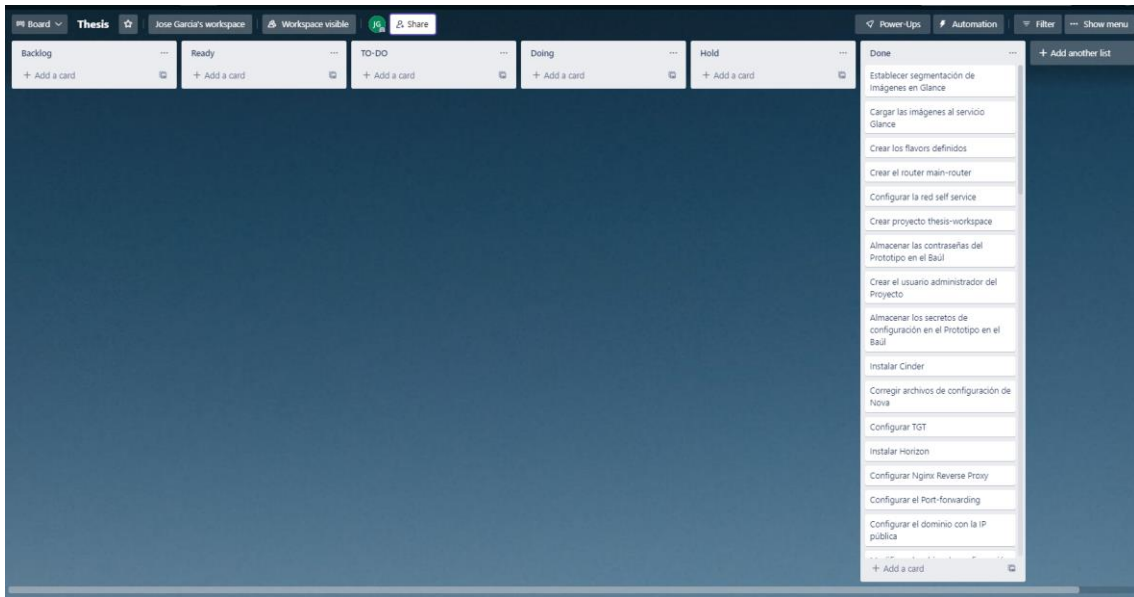 Board
Thesis
Jose Garcia's workspace
Workspace visible
JG
Share
Power-Ups
Automation
Filter
Show menu
Backlog
+ Add a card
Ready
+ Add a card
TO-DO
+ Add a card
Doing
+ Add a card
Hold
+ Add a card
Done
Establecer segmentación de
Imágenes en Glance
Cargar las imágenes al servicio
Glance
Crear los flavors definidos
Crear el router main-router
Configurar la red self service
Crear proyecto thesis-workspace
Almacenar las contraseñas del
Prototipo en el Baúl
Crear el usuario administrador del
Proyecto
Almacenar los secretos de
configuración en el Prototipo en el
Baúl
Instalar Cinder
Corregir archivos de configuración de
Nova
Configurar TGT
Instalar Horizon
Configurar Nginx Reverse Proxy
Configurar el Port-forwarding
Configurar el dominio con la IP
pública
+ Add a card
+ Add another list